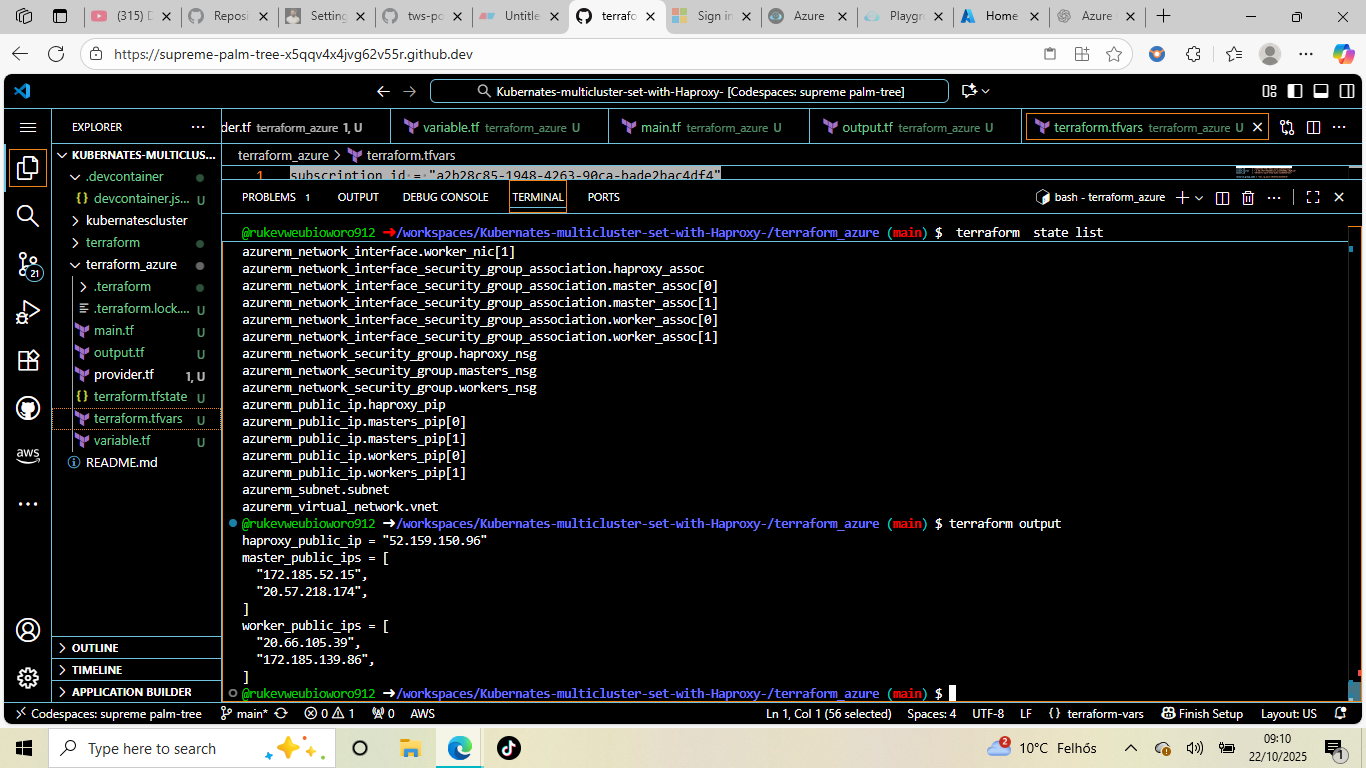 (315) D
Reposi
Setting
tws-po
Untitle
terrafo
Sign in
Azure
Playgr
Home
Azure
https://supreme-palm-tree-x5qqv4x4jvg62v55r.github.dev
Kubernates-multicluster-set-with-Haproxy- [Codespaces: supreme palm-tree]
EXPLORER
der.tf terraform_azure 1, U
variable.tf terraform_azure U
main.tf terraform_azure U
output.tf terraform_azure U
terraform.tfvars terraform_azure U
KUBERNATES-MULTICLUS...
.devcontainer
devcontainer.js... U
kubernatescluster
terraform
terraform_azure
.terraform
.terraform.lock.... U
main.tf U
output.tf U
provider.tf 1, U
terraform.tfstate U
terraform.tfvars U
variable.tf U
README.md
OUTLINE
TIMELINE
APPLICATION BUILDER
21
aws
terraform_azure > terraform.tfvars
1 subscription_id = "a2b28c85-1948-4263-90ca-bade2bac4df4"
PROBLEMS 1 OUTPUT DEBUG CONSOLE TERMINAL PORTS
bash - terraform_azure
@rukevweubioworo912 ➜/workspaces/Kubernates-multicluster-set-with-Haproxy-/terraform_azure (main) $ terraform state list
azurerm_network_interface.worker_nic[1]
azurerm_network_interface_security_group_association.haproxy_assoc
azurerm_network_interface_security_group_association.master_assoc[0]
azurerm_network_interface_security_group_association.master_assoc[1]
azurerm_network_interface_security_group_association.worker_assoc[0]
azurerm_network_interface_security_group_association.worker_assoc[1]
azurerm_network_security_group.haproxy_nsg
azurerm_network_security_group.masters_nsg
azurerm_network_security_group.workers_nsg
azurerm_public_ip.haproxy_pip
azurerm_public_ip.masters_pip[0]
azurerm_public_ip.masters_pip[1]
azurerm_public_ip.workers_pip[0]
azurerm_public_ip.workers_pip[1]
azurerm_subnet.subnet
azurerm_virtual_network.vnet
@rukevweubioworo912 ➜/workspaces/Kubernates-multicluster-set-with-Haproxy-/terraform_azure (main) $ terraform output
haproxy_public_ip = "52.159.150.96"
master_public_ips = [
"172.185.52.15",
"20.57.218.174",
]
worker_public_ips = [
"20.66.105.39",
"172.185.139.86",
]
@rukevweubioworo912 ➜/workspaces/Kubernates-multicluster-set-with-Haproxy-/terraform_azure (main) $
Codespaces: supreme palm-tree main* 0 1 0 AWS
Ln 1, Col 1 (56 selected) Spaces: 4 UTF-8 LF {} terraform-vars Finish Setup Layout: US
Type here to search
2
10°C Felhős
09:10
22/10/2025
1